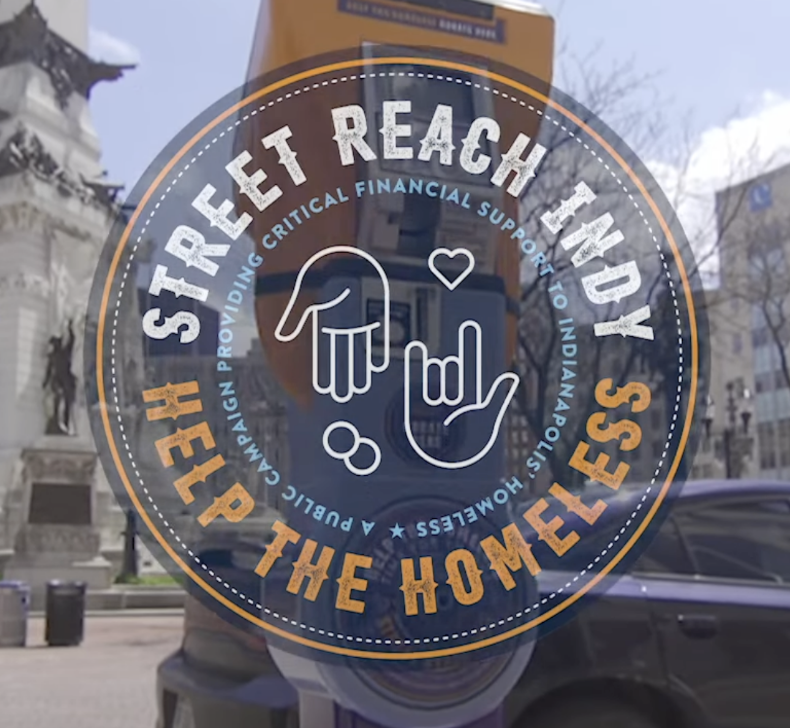 STREET REACH INDY
A PUBLIC CAMPAIGN PROVIDING CRITICAL FINANCIAL SUPPORT TO INDIANAPOLIS' HOMELESS
HELP THE HOMELESS